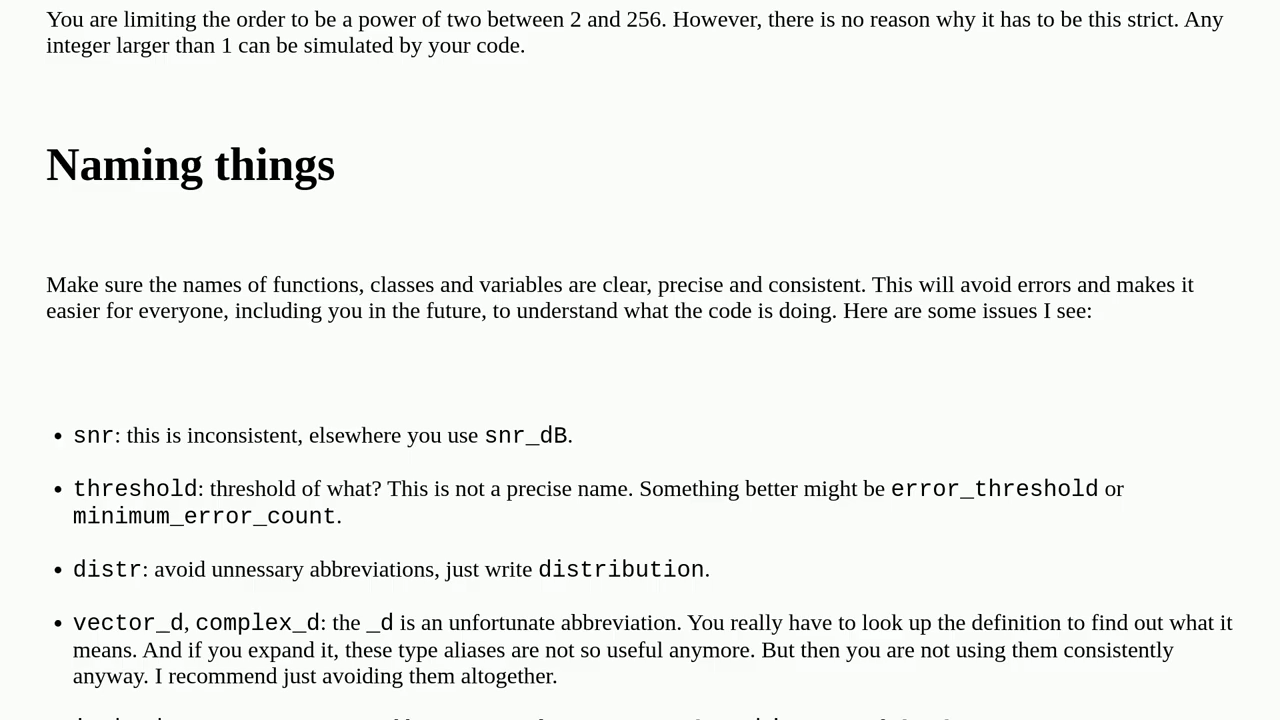 You are limiting the order to be a power of two between 2 and 256. However, there is no reason why it has to be this strict. Any
integer larger than 1 can be simulated by your code.
Naming things
Make sure the names of functions, classes and variables are clear, precise and consistent. This will avoid errors and makes it
easier for everyone, including you in the future, to understand what the code is doing. Here are some issues I see:
• snr: this is inconsistent, elsewhere you use snr_dB.
• threshold: threshold of what? This is not a precise name. Something better might be error_threshold or
minimum_error_count.
• distr: avoid unnessary abbreviations, just write distribution.
• vector_d, complex_d: the _d is an unfortunate abbreviation. You really have to look up the definition to find out what it
means. And if you expand it, these type aliases are not so useful anymore. But then you are not using them consistently
anyway. I recommend just avoiding them altogether.